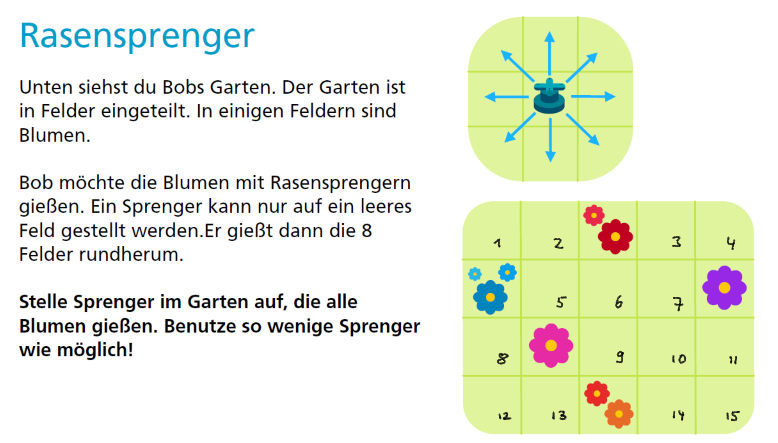 Rasensprenger
Unten siehst du Bobs Garten. Der Garten ist
in Felder eingeteilt. In einigen Feldern sind
Blumen.
Bob möchte die Blumen mit Rasensprengern
gießen. Ein Sprenger kann nur auf ein leeres
Feld gestellt werden.Er gießt dann die 8
Felder rundherum.
Stelle Sprenger im Garten auf, die alle
Blumen gießen. Benutze so wenige Sprenger
wie möglich!
1 2 3 4
5 6 7
8 9 10 11
12 13 14 15